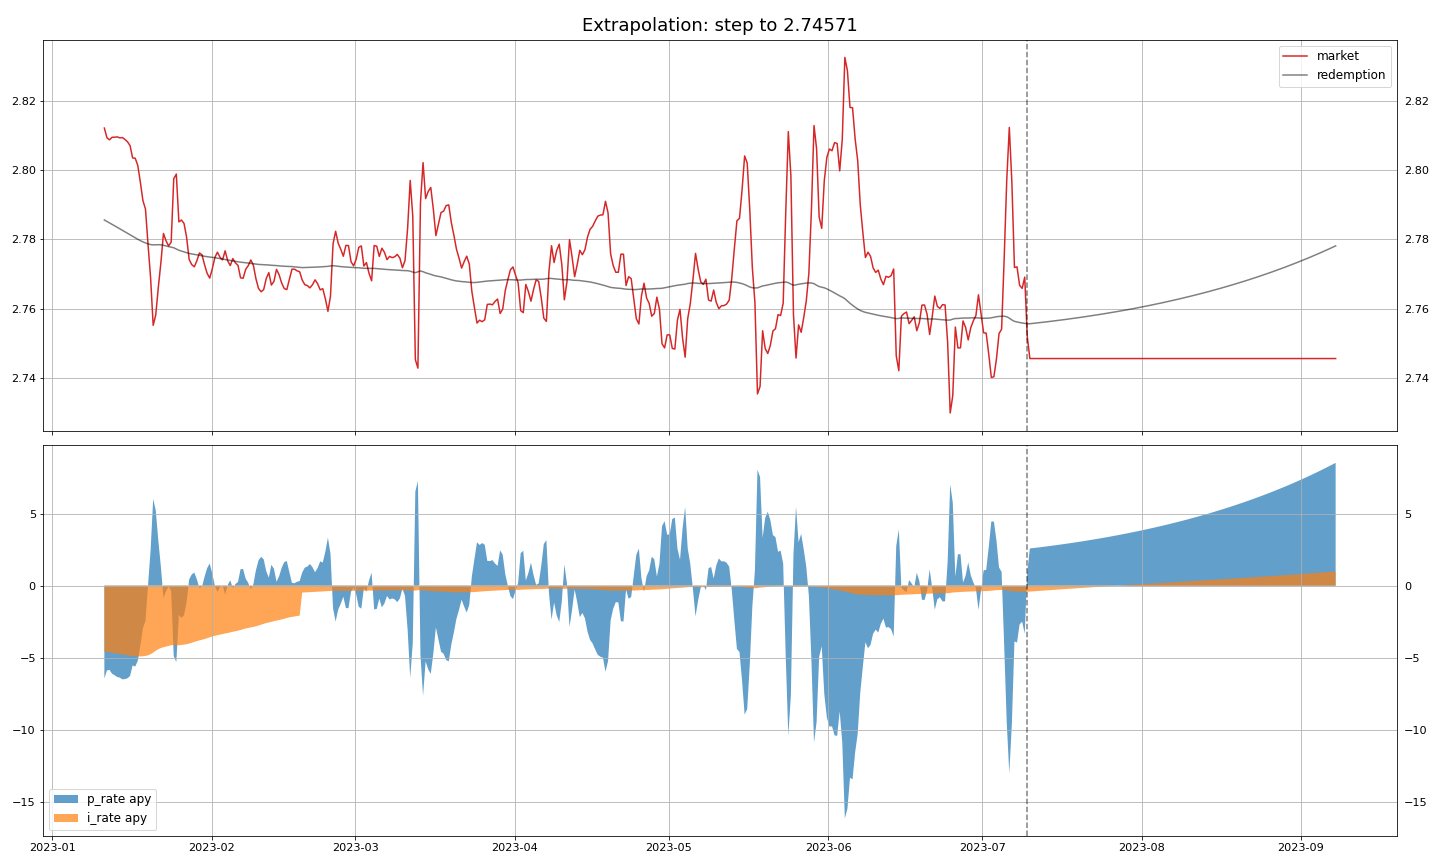 Extrapolation: step to 2.74571
market
redemption
2.82 2.82
2.80 2.80
2.78 2.78
2.76 2.76
2.74 2.74
5 5
0 0
−5 −5
−10 −10
−15 −15
p_rate apy
i_rate apy
2023-01 2023-02 2023-03 2023-04 2023-05 2023-06 2023-07 2023-08 2023-09